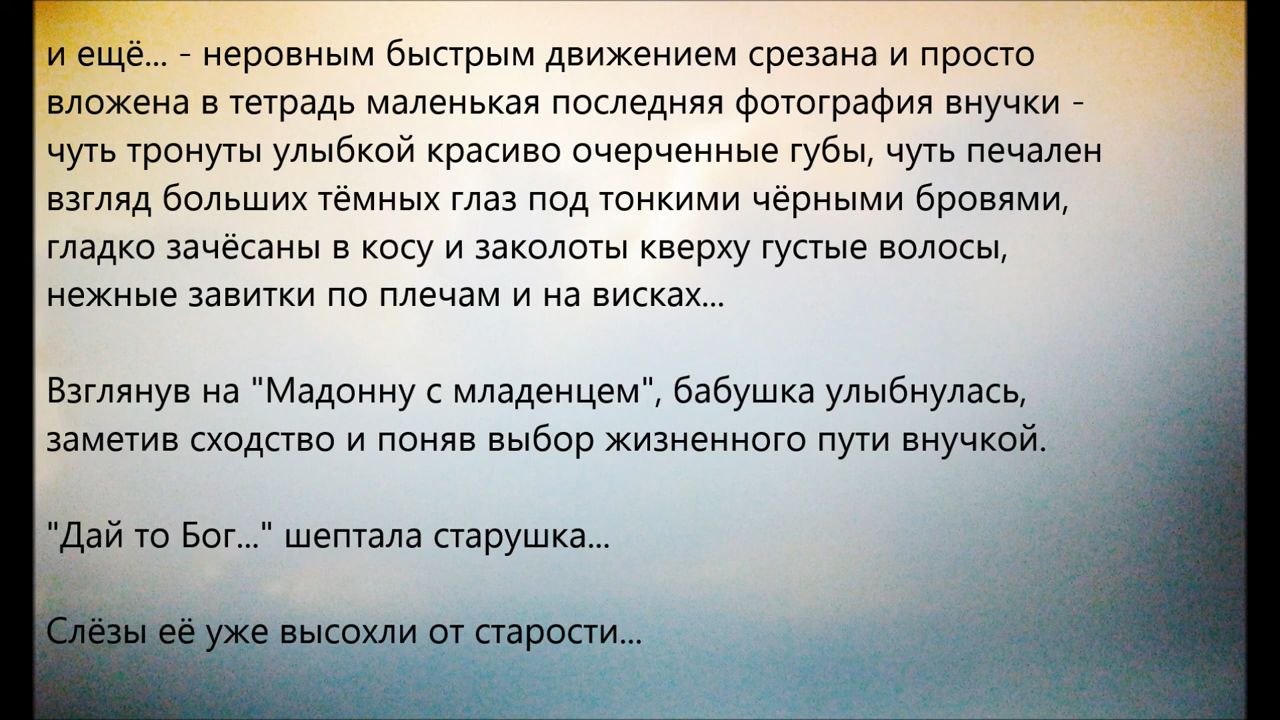 и ещё... - неровным быстрым движением срезана и просто
вложена в тетрадь маленькая последняя фотография внучки -
чуть тронуты улыбкой красиво очерченные губы, чуть печален
взгляд больших тёмных глаз под тонкими чёрными бровями,
гладко зачёсаны в косу и заколоты кверху густые волосы,
нежные завитки по плечам и на висках...
Взглянув на "Мадонну с младенцем", бабушка улыбнулась,
заметив сходство и поняв выбор жизненного пути внучкой.
"Дай то Бог..." шептала старушка...
Слёзы её уже высохли от старости...